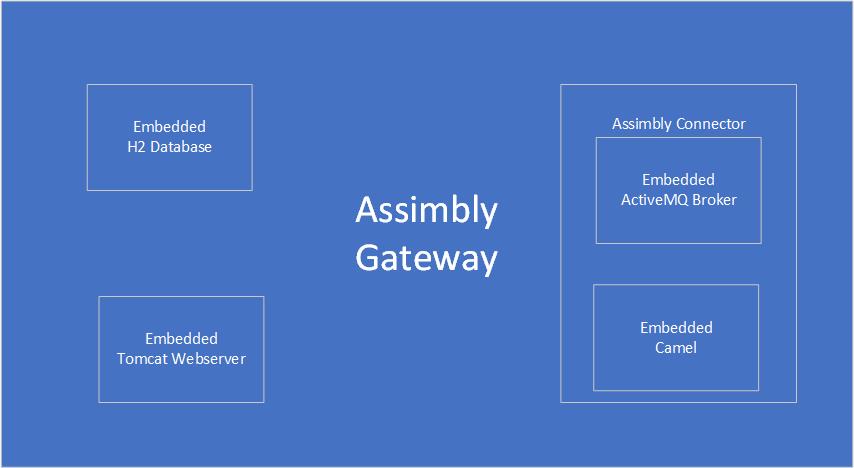 Embedded
H2 Database
Assimbly
Gateway
Embedded
Tomcat Webserver
Assimbly Connector
Embedded
ActiveMQ Broker
Embedded
Camel